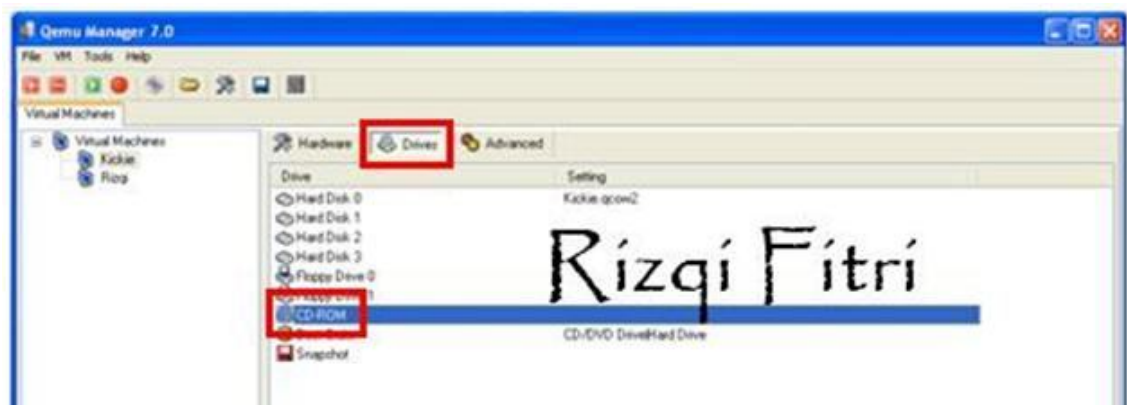 Qemu Manager 7.0
File VM Tools Help
Virtual Machines
Virtual Machines
Kickie
Rizqi
Hardware Drives Advanced
Drive Setting
Hard Disk 0 Kickie.qcow2
Hard Disk 1
Hard Disk 2
Hard Disk 3
Floppy Drive 0
CD-ROM
CD/DVD Drive|Hard Drive
Snapshot
Rizqi Fitri